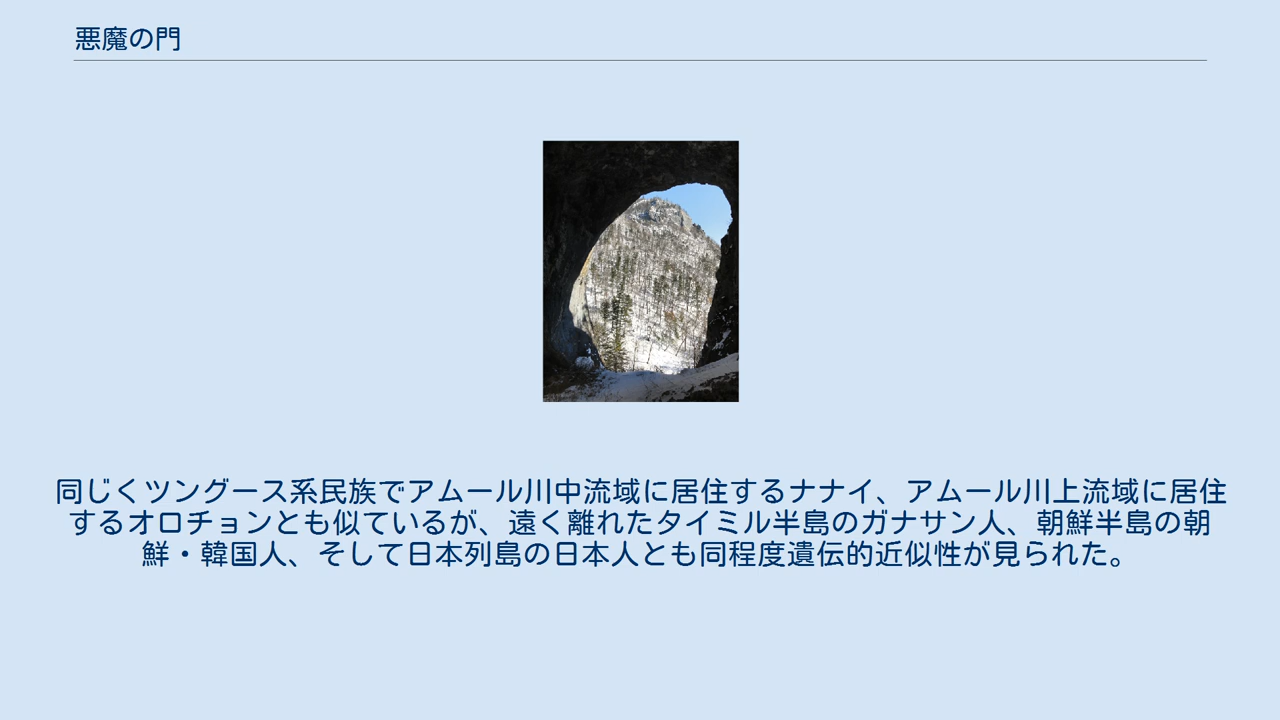 悪魔の門
同じくツングース系民族でアムール川中流域に居住するナナイ、アムール川上流域に居住
するオロチョンとも似ているが、遠く離れたタイミル半島のガナサン人、朝鮮半島の朝
鮮・韓国人、そして日本列島の日本人とも同程度遺伝的近似性が見られた。